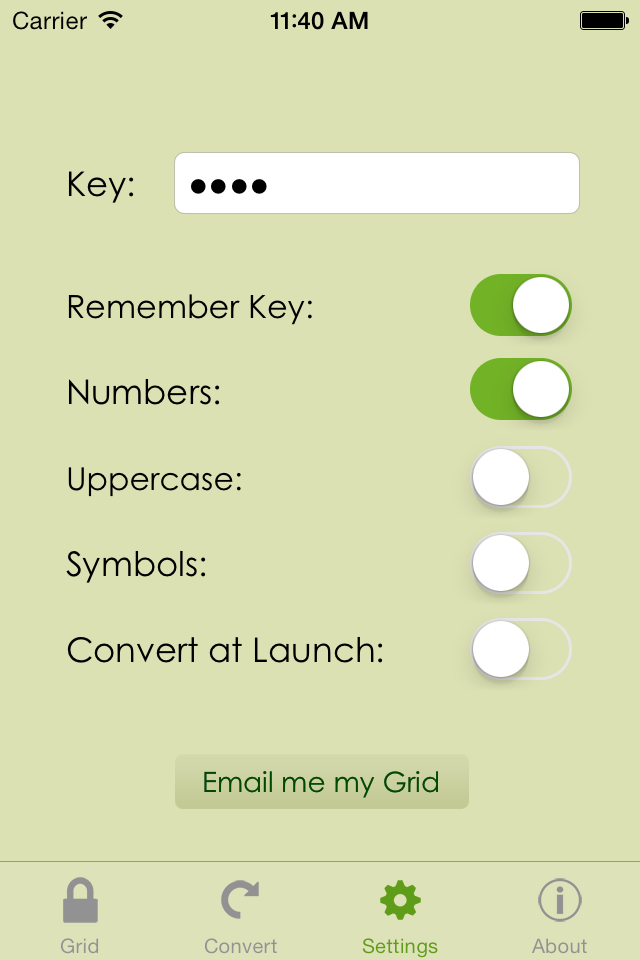 Carrier 11:40 AM
Key: ••••
Remember Key:
Numbers:
Uppercase:
Symbols:
Convert at Launch:
Email me my Grid
Grid Convert Settings About